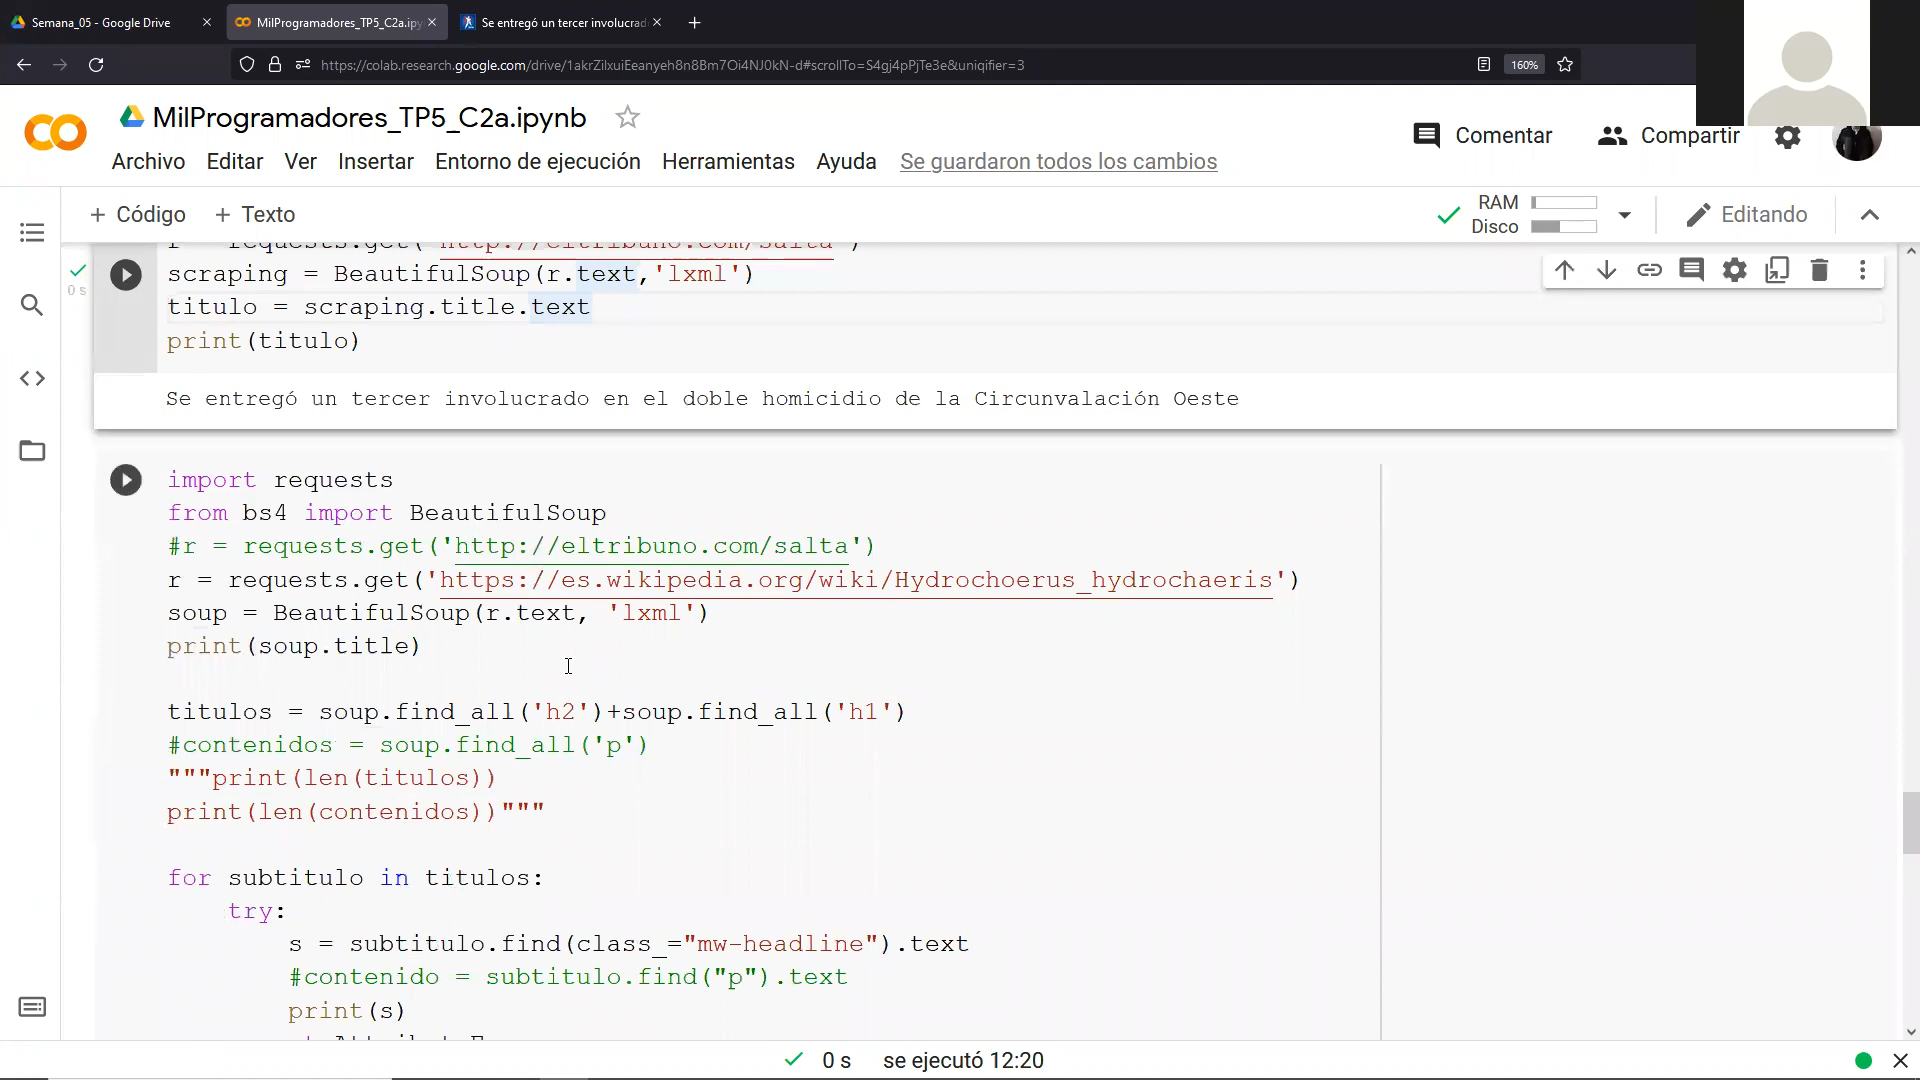 Semana_05 - Google Drive
MilProgramadores_TP5_C2a.ipy
Se entregó un tercer involucrad
https://colab.research.google.com/drive/1akrZilxuiEeanyeh8n8Bm7Oi4NJ0kN-d#scrollTo=S4gj4pPjTe3e&uniqifier=3
160%
MilProgramadores_TP5_C2a.ipynb
Comentar
Compartir
Archivo Editar Ver Insertar Entorno de ejecución Herramientas Ayuda Se guardaron todos los cambios
+ Código + Texto
RAM
Disco
Editando
r = requests.get('http://eltribuno.com/salta')
0 s
scraping = BeautifulSoup(r.text,'lxml')
titulo = scraping.title.text
print(titulo)
Se entregó un tercer involucrado en el doble homicidio de la Circunvalación Oeste
import requests
from bs4 import BeautifulSoup
#r = requests.get('http://eltribuno.com/salta')
r = requests.get('https://es.wikipedia.org/wiki/Hydrochoerus_hydrochaeris')
soup = BeautifulSoup(r.text, 'lxml')
print(soup.title)
titulos = soup.find_all('h2')+soup.find_all('h1')
#contenidos = soup.find_all('p')
"""print(len(titulos))
print(len(contenidos))"""
for subtitulo in titulos:
try:
s = subtitulo.find(class_="mw-headline").text
#contenido = subtitulo.find("p").text
print(s)
0 s se ejecutó 12:20